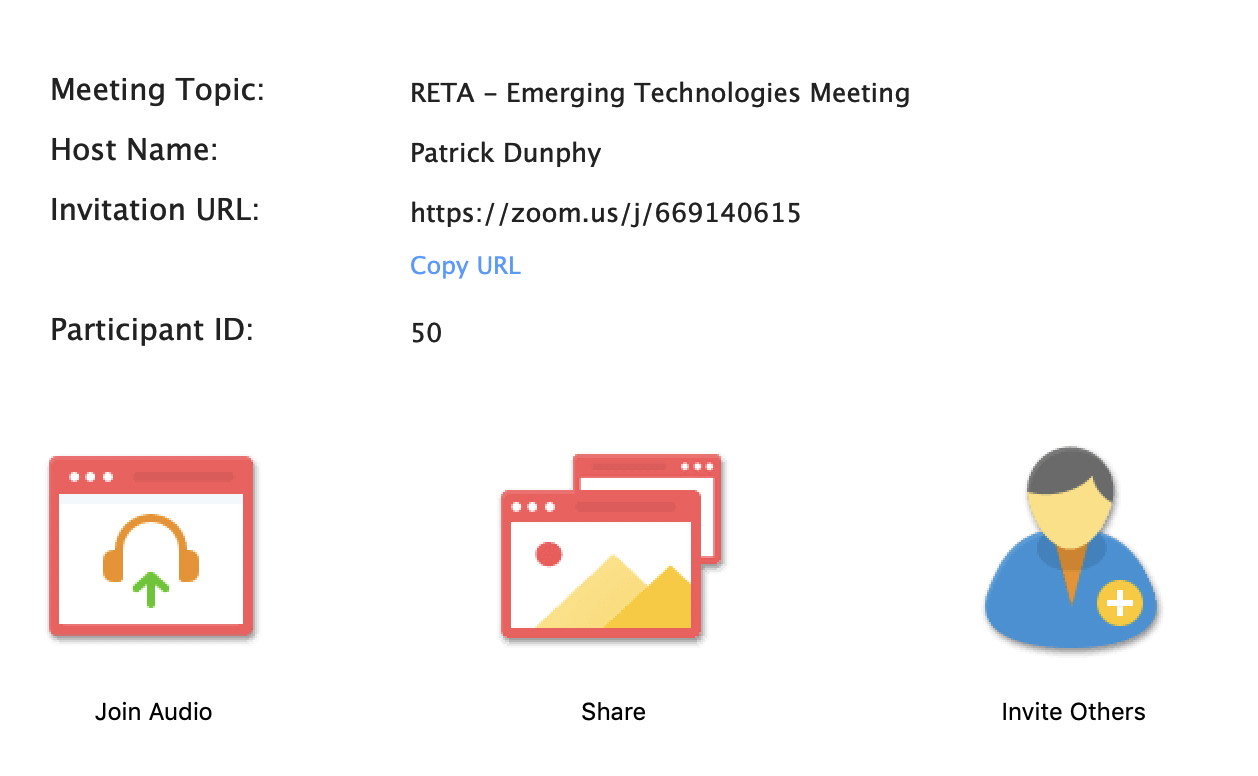 Meeting Topic: RETA – Emerging Technologies Meeting
Host Name: Patrick Dunphy
Invitation URL: https://zoom.us/j/669140615
Copy URL
Participant ID: 50
Join Audio Share Invite Others